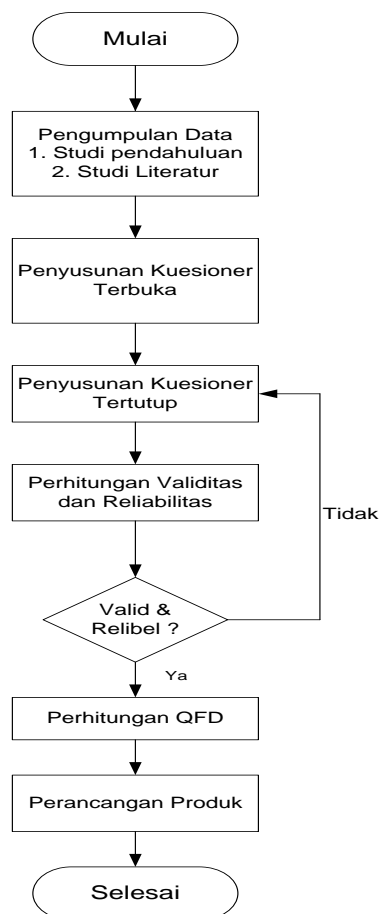 Mulai
Pengumpulan Data
1. Studi pendahuluan
2. Studi Literatur
Penyusunan Kuesioner
Terbuka
Penyusunan Kuesioner
Tertutup
Perhitungan Validitas
dan Reliabilitas
Tidak
Valid &
Relibel ?
Ya
Perhitungan QFD
Perancangan Produk
Selesai